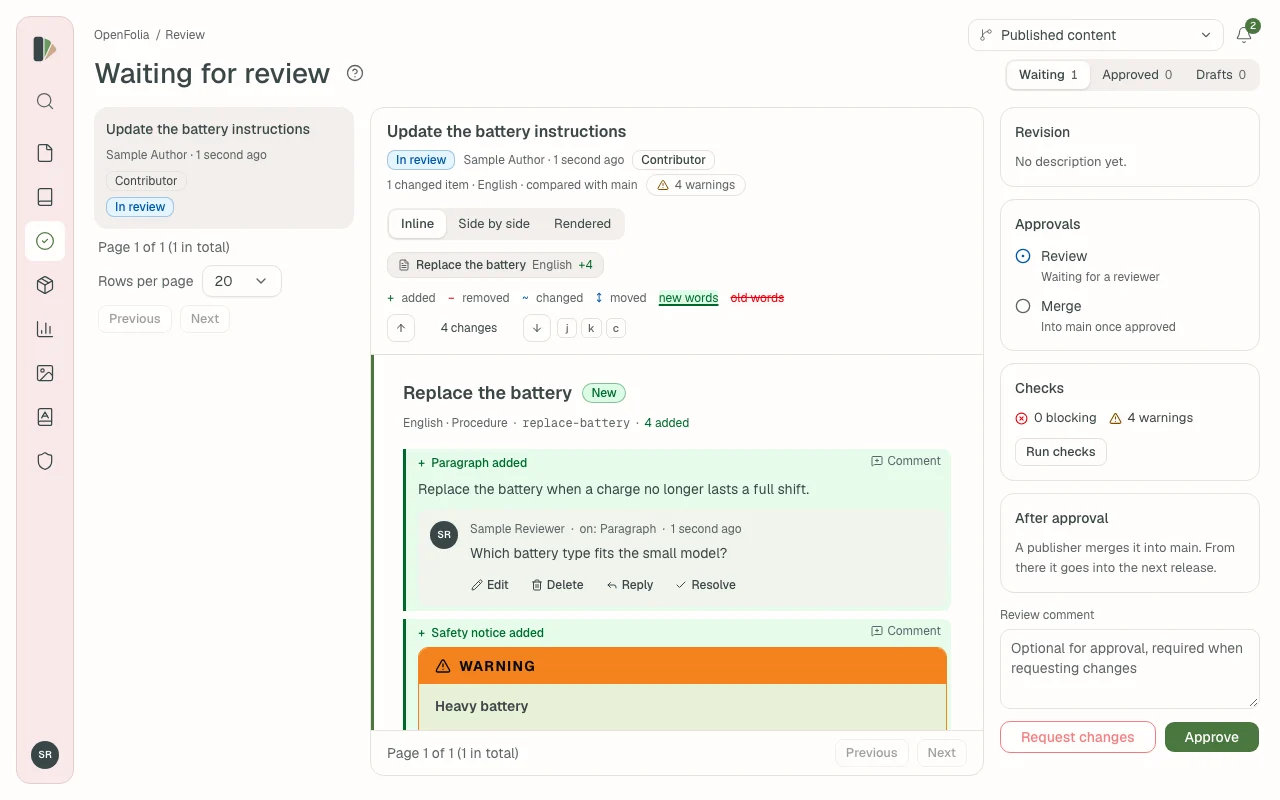 OpenFolia / Review
Published content
2
Waiting for review
Waiting 1
Approved 0
Drafts 0
Update the battery instructions
Sample Author · 1 second ago
Contributor
In review
Page 1 of 1 (1 in total)
Rows per page 20
Previous Next
SR
Update the battery instructions
In review Sample Author · 1 second ago Contributor
1 changed item · English · compared with main 4 warnings
Inline Side by side Rendered
Replace the battery English +4
+ added − removed ~ changed ↕ moved new words old words
↑ 4 changes ↓ j k c
Replace the battery New
English · Procedure · replace-battery · 4 added
+ Paragraph added Comment
Replace the battery when a charge no longer lasts a full shift.
SR Sample Reviewer · on: Paragraph · 1 second ago
Which battery type fits the small model?
Edit Delete Reply Resolve
+ Safety notice added Comment
WARNING
Heavy battery
Page 1 of 1 (1 in total) Previous Next
Revision
No description yet.
Approvals
Review
Waiting for a reviewer
Merge
Into main once approved
Checks
0 blocking 4 warnings
Run checks
After approval
A publisher merges it into main. From
there it goes into the next release.
Review comment
Optional for approval, required when
requesting changes
Request changes Approve